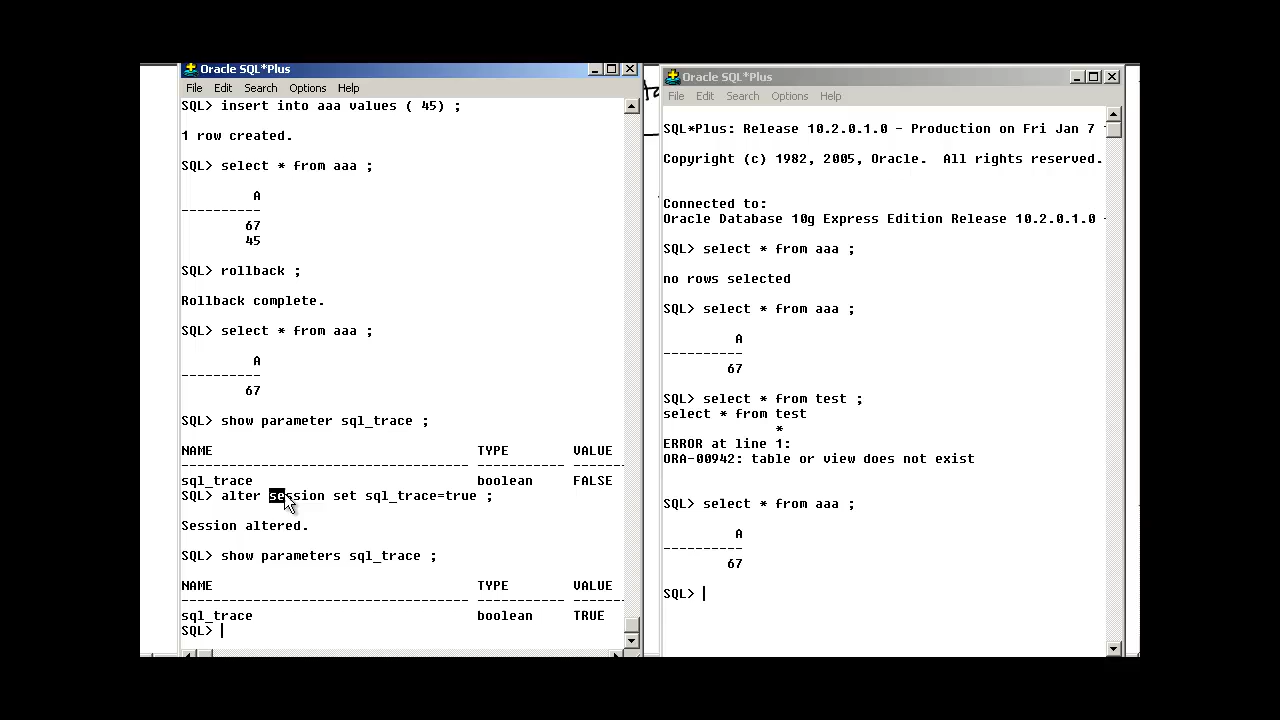 Oracle SQL*Plus
File Edit Search Options Help
SQL> insert into aaa values ( 45) ;
1 row created.
SQL> select * from aaa ;
A
----------
67
45
SQL> rollback ;
Rollback complete.
SQL> select * from aaa ;
A
----------
67
SQL> show parameter sql_trace ;
NAME TYPE VALUE
------------------------------------ ----------- ------
sql_trace boolean FALSE
SQL> alter session set sql_trace=true ;
Session altered.
SQL> show parameters sql_trace ;
NAME TYPE VALUE
------------------------------------ ----------- ------
sql_trace boolean TRUE
SQL>
Oracle SQL*Plus
File Edit Search Options Help
SQL*Plus: Release 10.2.0.1.0 - Production on Fri Jan 7
Copyright (c) 1982, 2005, Oracle. All rights reserved.
Connected to:
Oracle Database 10g Express Edition Release 10.2.0.1.0 -
SQL> select * from aaa ;
no rows selected
SQL> select * from aaa ;
A
----------
67
SQL> select * from test ;
select * from test
*
ERROR at line 1:
ORA-00942: table or view does not exist
SQL> select * from aaa ;
A
----------
67
SQL>